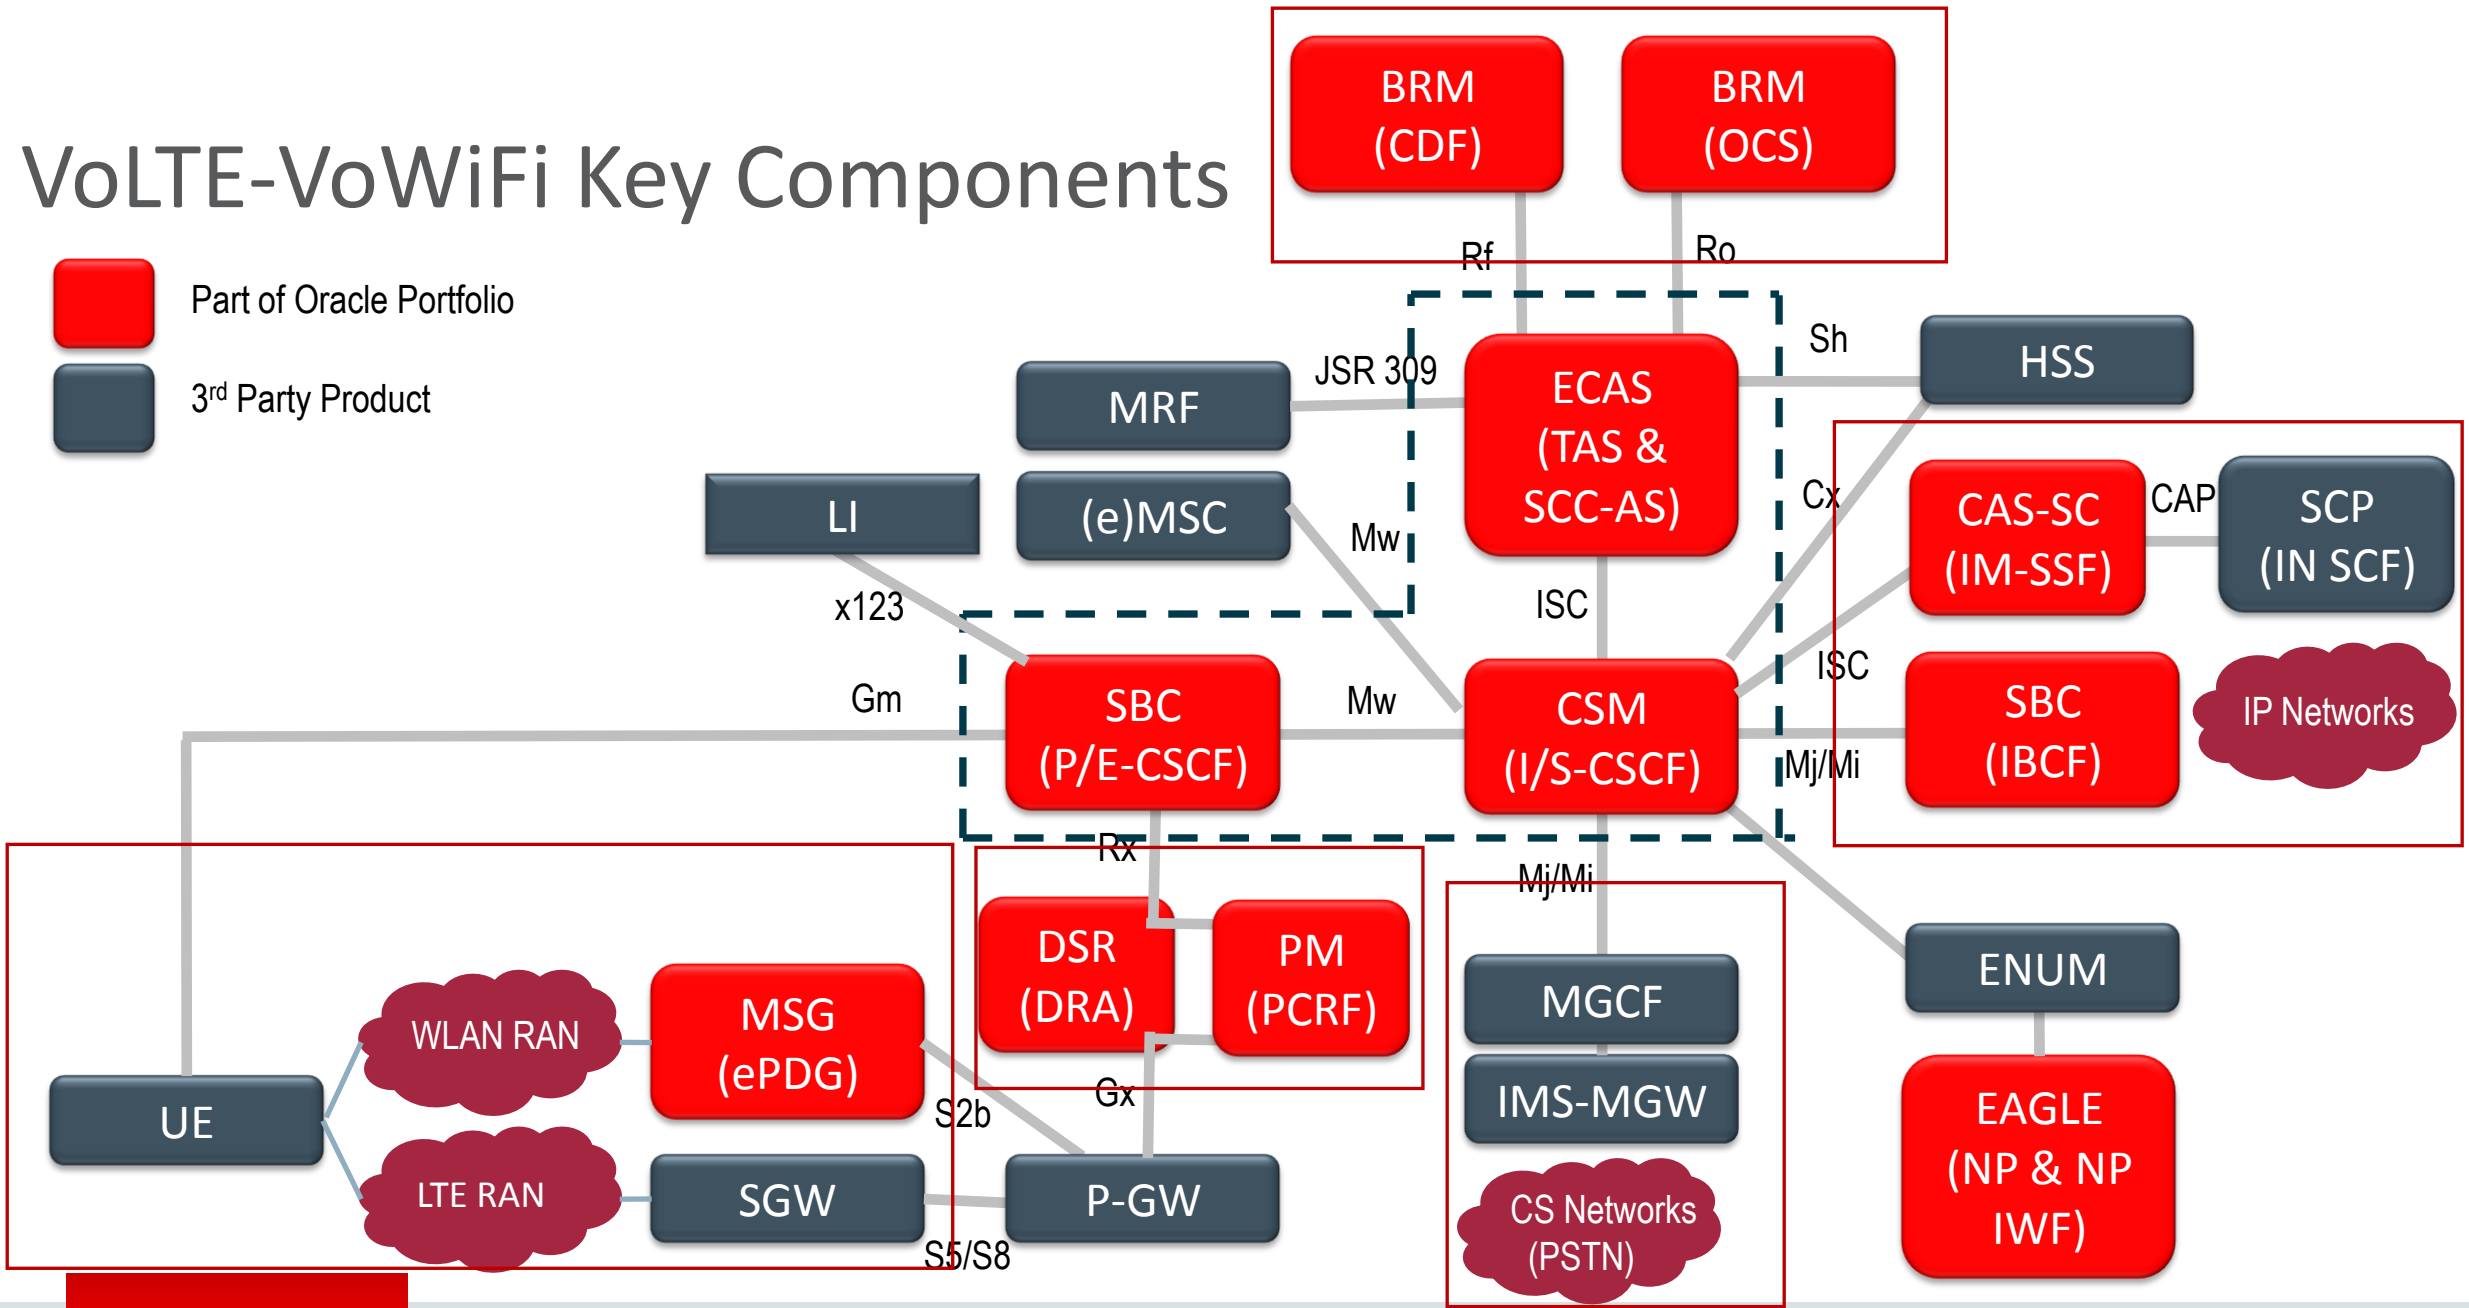 BRM
(CDF)
BRM
(OCS)
VoLTE-VoWiFi Key Components
Rf
Ro
Part of Oracle Portfolio
3rd Party Product
MRF
JSR 309
ECAS
(TAS &
SCC-AS)
Sh
HSS
LI
(e)MSC
Mw
Cx
CAS-SC
(IM-SSF)
CAP
SCP
(IN SCF)
x123
ISC
ISC
Gm
SBC
(P/E-CSCF)
Mw
CSM
(I/S-CSCF)
Mj/Mi
SBC
(IBCF)
IP Networks
Rx
Mj/Mi
DSR
(DRA)
PM
(PCRF)
MGCF
ENUM
WLAN RAN
MSG
(ePDG)
UE
S2b
Gx
IMS-MGW
EAGLE
(NP & NP
IWF)
LTE RAN
SGW
P-GW
S5/S8
CS Networks
(PSTN)